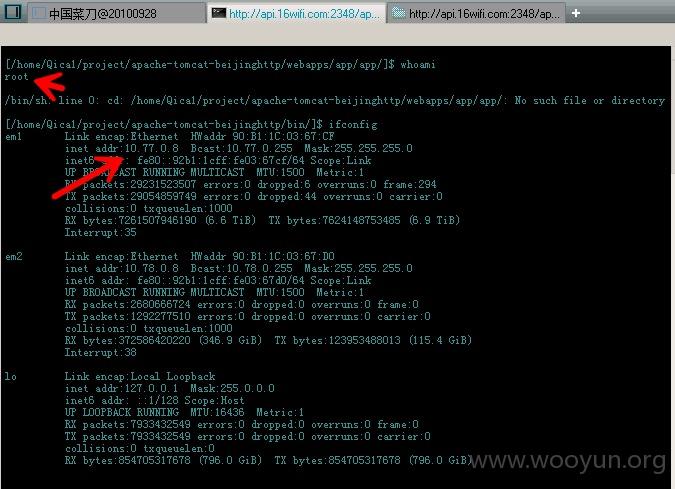 中国菜刀@20100928 http://api.16wifi.com:2348/ap... http://api.16wifi.com:2348/ap...
[/home/Qica1/project/apache-tomcat-beijinghttp/webapps/app/app/]$ whoami
root
/bin/sh: line 0: cd: /home/Qica1/project/apache-tomcat-beijinghttp/webapps/app/app/: No such file or directory
[/home/Qica1/project/apache-tomcat-beijinghttp/bin/]$ ifconfig
em1 Link encap:Ethernet HWaddr 90:B1:1C:03:67:CF
inet addr:10.77.0.8 Bcast:10.77.0.255 Mask:255.255.255.0
inet6 fe80::92b1:1cff:fe03:67cf/64 Scope:Link
UP BROADCAST RUNNING MULTICAST MTU:1500 Metric:1
RX packets:29231523507 errors:0 dropped:6 overruns:0 frame:294
TX packets:29054859749 errors:0 dropped:44 overruns:0 carrier:0
collisions:0 txqueuelen:1000
RX bytes:7261507946190 (6.6 TiB) TX bytes:7624148753485 (6.9 TiB)
Interrupt:35
em2 Link encap:Ethernet HWaddr 90:B1:1C:03:67:D0
inet addr:10.78.0.8 Bcast:10.78.0.255 Mask:255.255.255.0
inet6 addr: fe80::92b1:1cff:fe03:67d0/64 Scope:Link
UP BROADCAST RUNNING MULTICAST MTU:1500 Metric:1
RX packets:2680666724 errors:0 dropped:0 overruns:0 frame:0
TX packets:1292277510 errors:0 dropped:0 overruns:0 carrier:0
collisions:0 txqueuelen:1000
RX bytes:372586420220 (346.9 GiB) TX bytes:123953488013 (115.4 GiB)
Interrupt:38
lo Link encap:Local Loopback
inet addr:127.0.0.1 Mask:255.0.0.0
inet6 addr: ::1/128 Scope:Host
UP LOOPBACK RUNNING MTU:16436 Metric:1
RX packets:7933432549 errors:0 dropped:0 overruns:0 frame:0
TX packets:7933432549 errors:0 dropped:0 overruns:0 carrier:0
collisions:0 txqueuelen:0
RX bytes:854705317678 (796.0 GiB) TX bytes:854705317678 (796.0 GiB)
www.wooyun.org